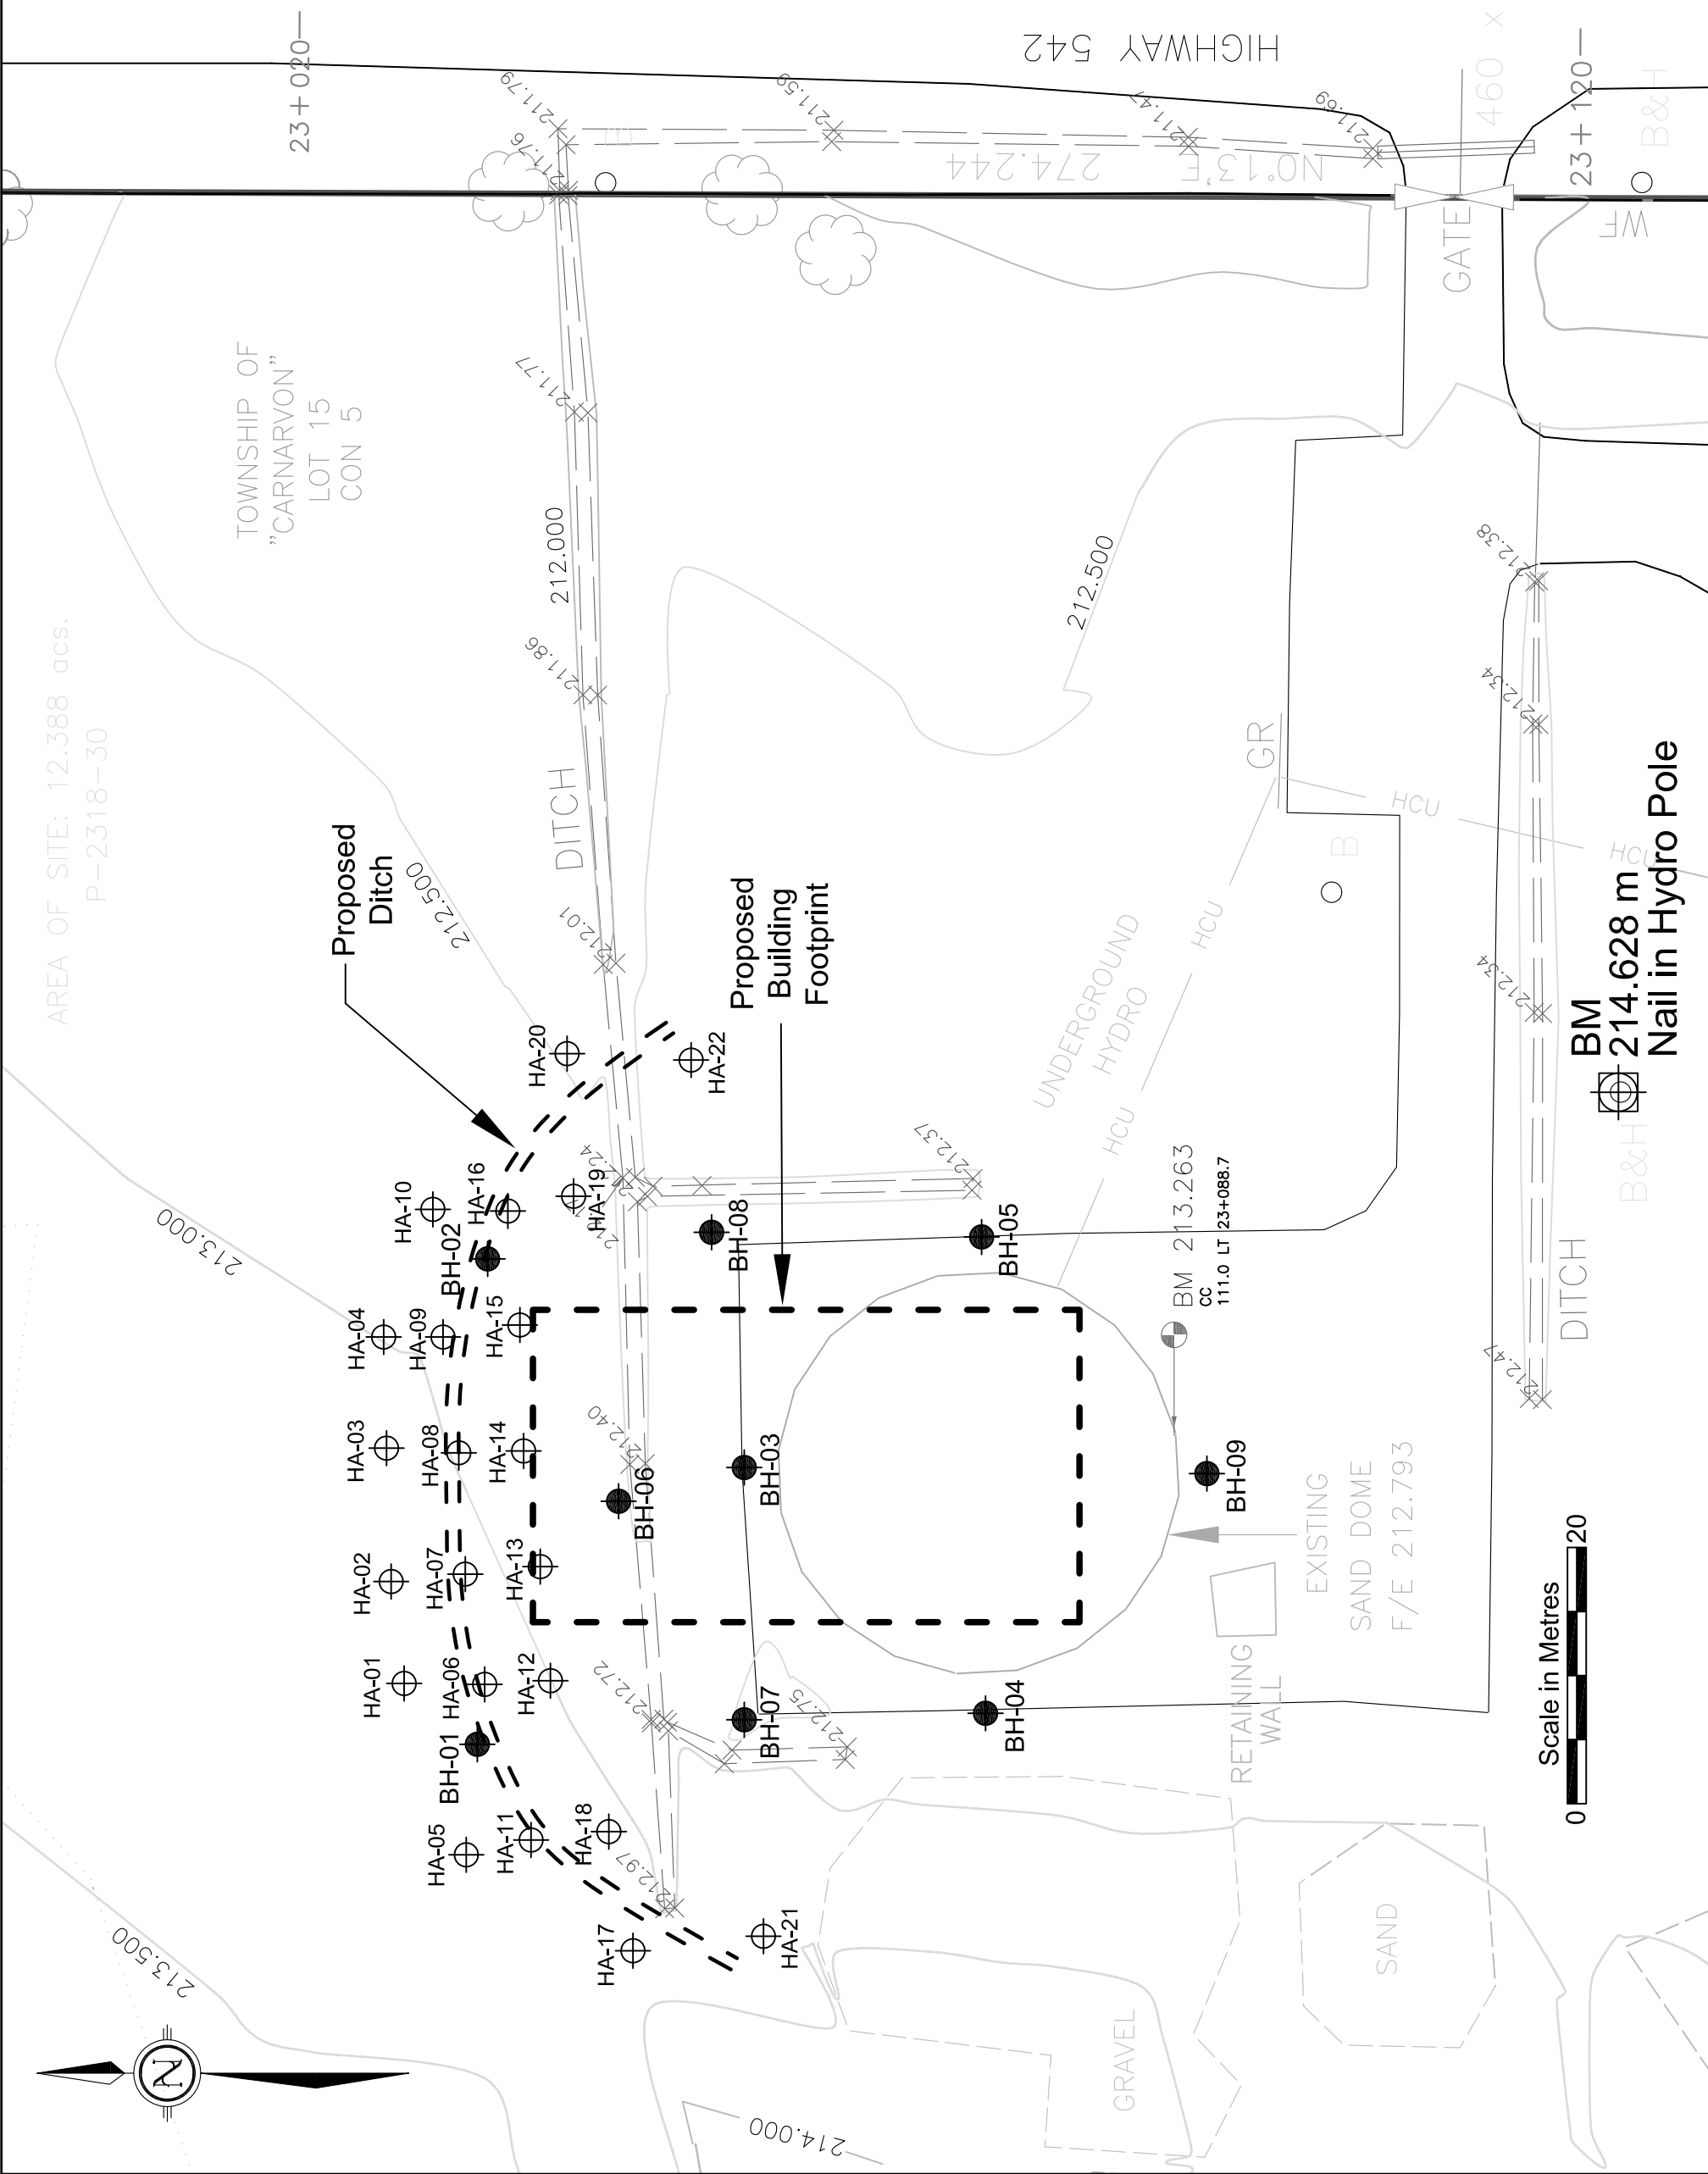 23+020
HIGHWAY 542
211.79
211.76
211.59
211.47
211.69
E
274.244
N0°13'E
460 x
23+120
B&H
GATE
WF
TOWNSHIP OF
"CARNARVON"
LOT 15
CON 5
211.77
212.000
211.86
212.500
212.38
212.34
AREA OF SITE: 12.388 acs.
P-2318-30
Proposed
Ditch
212.500
DITCH
212.01
Proposed
Building
Footprint
GR
HCU
HCU
B
HCU
HCU
UNDERGROUND
HYDRO
212.34
BM
214.628 m
Nail in Hydro Pole
B&H
HA-20
HA-22
213.000
HA-10
HA-16
BH-02
HA-19
212.37
BH-08
BH-05
BM 213.263
CC
111.0 LT 23+088.7
DITCH
212.47
HA-04
HA-09
HA-15
HA-03
HA-08
HA-14
212.40
BH-06
BH-03
BH-09
HA-02
HA-07
HA-13
EXISTING
SAND DOME
F/E 212.793
RETAINING
WALL
Scale in Metres
0
20
HA-01
HA-06
HA-12
BH-01
212.72
212.75
BH-07
BH-04
HA-05
HA-11
HA-18
212.97
HA-17
HA-21
213.500
N
214.000
GRAVEL
SAND